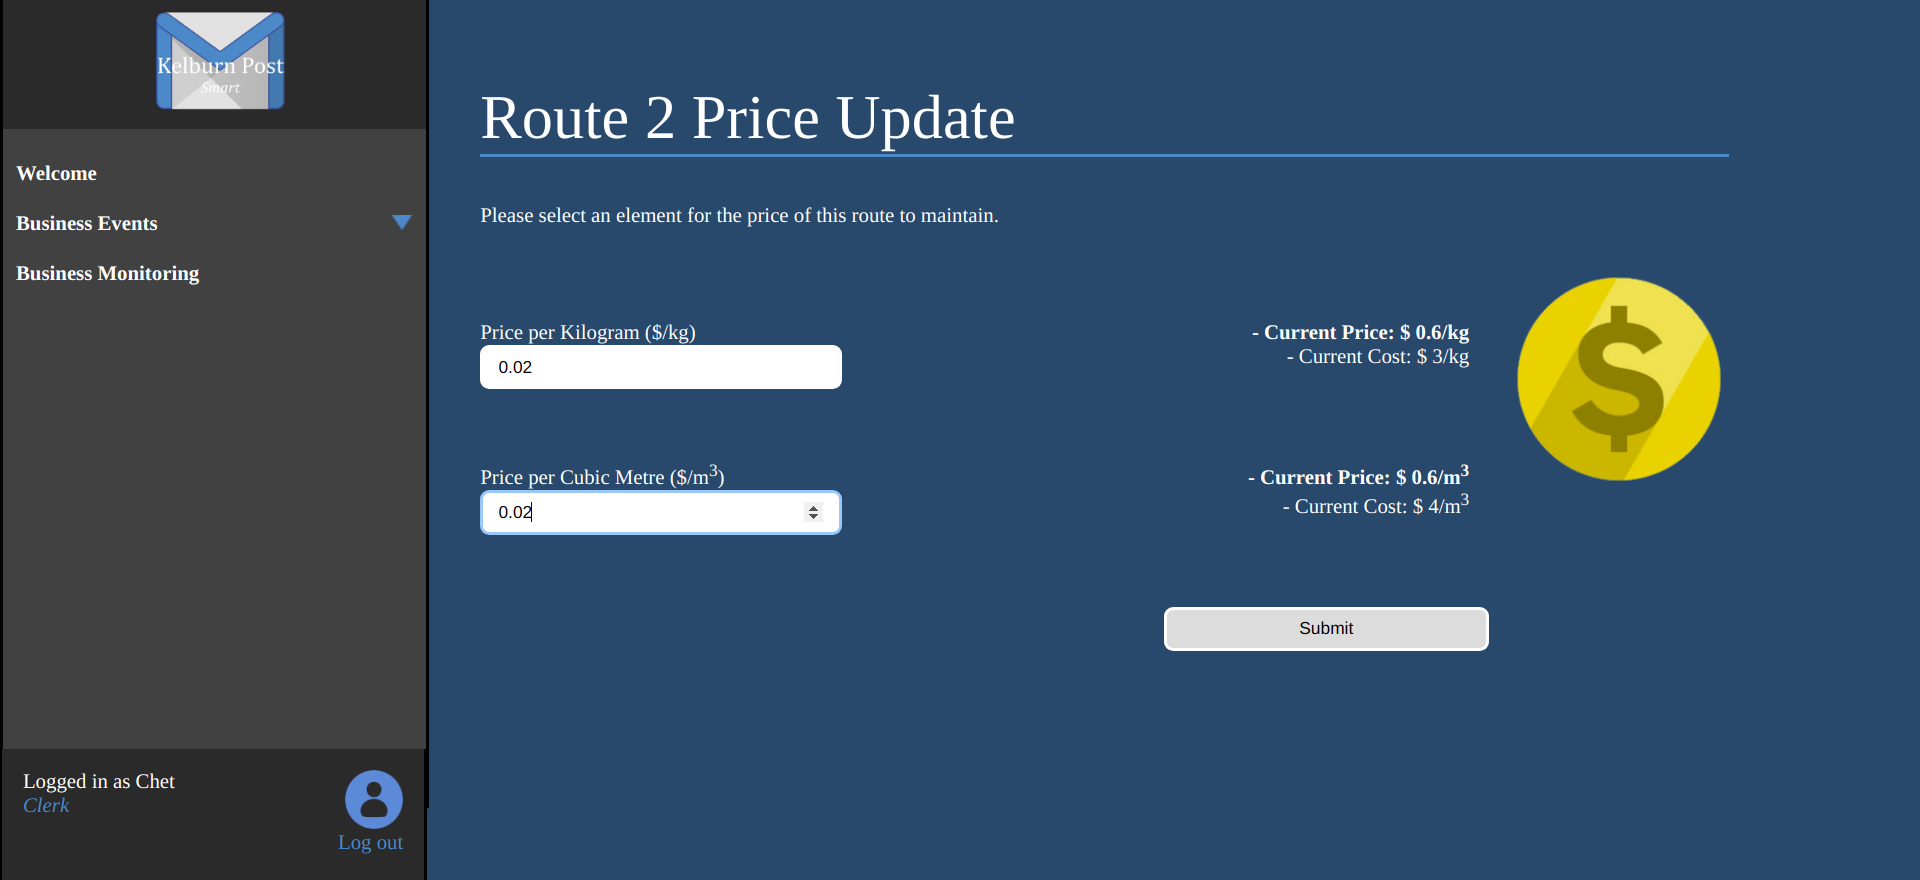 Kelburn Post
Smart
Welcome
Business Events
Business Monitoring
Logged in as Chet
Clerk
Log out
Route 2 Price Update
Please select an element for the price of this route to maintain.
Price per Kilogram ($/kg)
0.02
- Current Price: $ 0.6/kg
- Current Cost: $ 3/kg
Price per Cubic Metre ($/m³)
0.02
- Current Price: $ 0.6/m³
- Current Cost: $ 4/m³
Submit
$